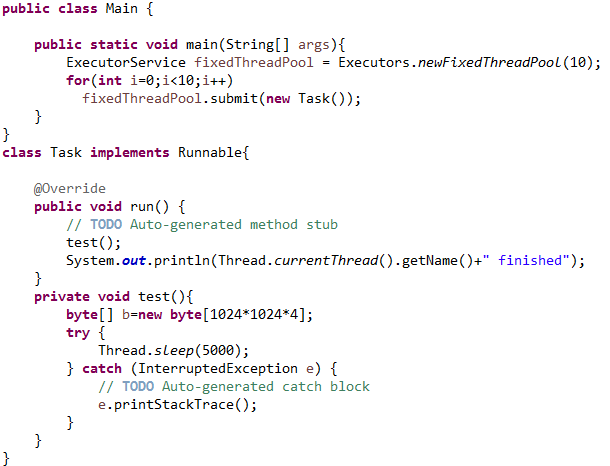 public class Main {
public static void main(String[] args){
ExecutorService fixedThreadPool = Executors.newFixedThreadPool(10);
for(int i=0;i<10;i++)
fixedThreadPool.submit(new Task());
}
}
class Task implements Runnable{
@Override
public void run() {
// TODO Auto-generated method stub
test();
System.out.println(Thread.currentThread().getName()+" finished");
}
private void test(){
byte[] b=new byte[1024*1024*4];
try {
Thread.sleep(5000);
} catch (InterruptedException e) {
// TODO Auto-generated catch block
e.printStackTrace();
}
}
}